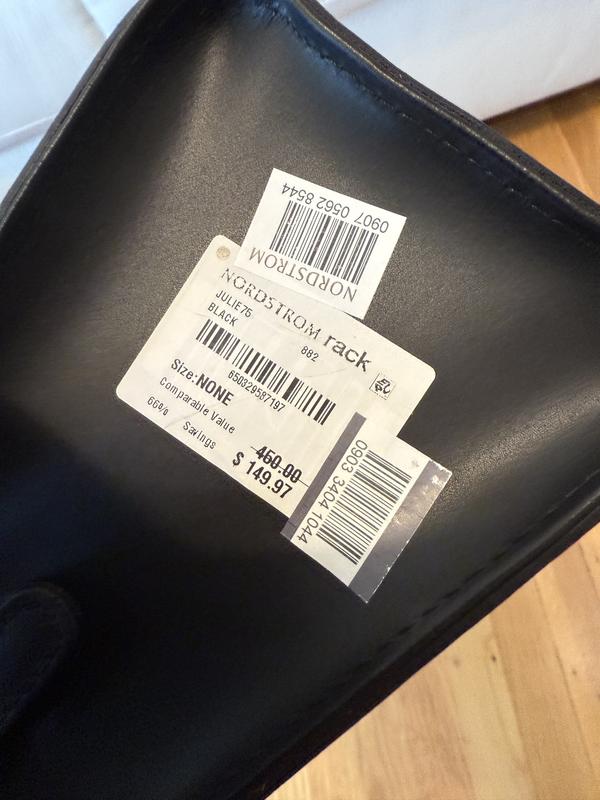 0907 0562 8544
NORDSTROM
NORDSTROM rack
JULIE75
BLACK
882
650829587197
Size:NONE
Comparable Value
460.00
66% Savings
$ 149.97
0903 3404 1044